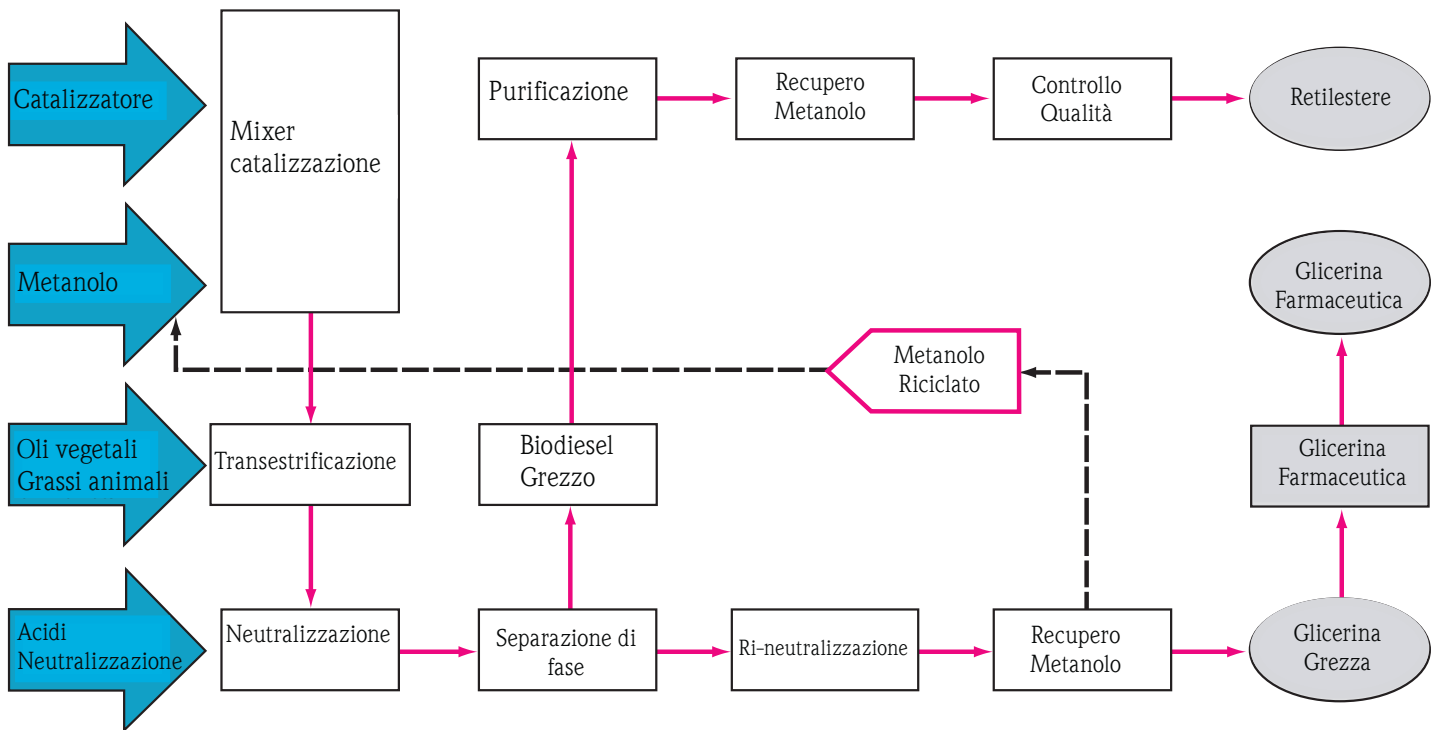 Catalizzatore
Mixer
catalizzazione
Purificazione
Recupero
Metanolo
Controllo
Qualità
Retilestere
Metanolo
Glicerina
Farmaceutica
Metanolo
Riciclato
Oli vegetali
Grassi animali
Transestrificazione
Biodiesel
Grezzo
Glicerina
Farmaceutica
Acidi
Neutralizzazione
Neutralizzazione
Separazione di
fase
Ri-neutralizzazione
Recupero
Metanolo
Glicerina
Grezza